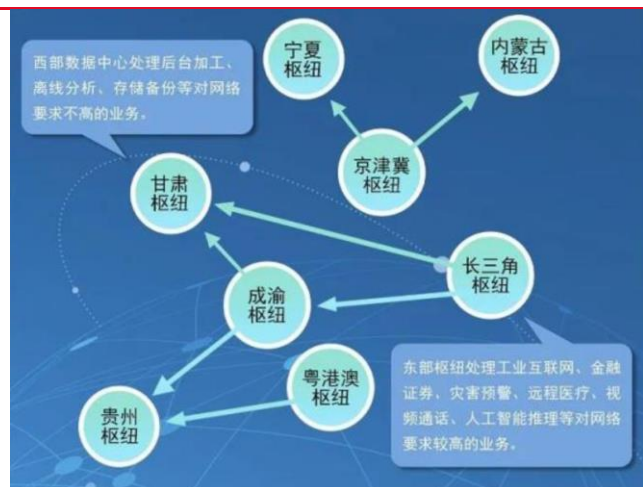 宁夏
枢纽
内蒙古
枢纽
西部数据中心处理后台加工、
离线分析、存储备份等对网络
要求不高的业务。
京津冀
枢纽
甘肃
枢纽
长三角
枢纽
成渝
枢纽
东部枢纽处理工业互联网、金融
证券、灾害预警、远程医疗、视
频通话、人工智能推理等对网络
要求较高的业务。
粤港澳
枢纽
贵州
枢纽